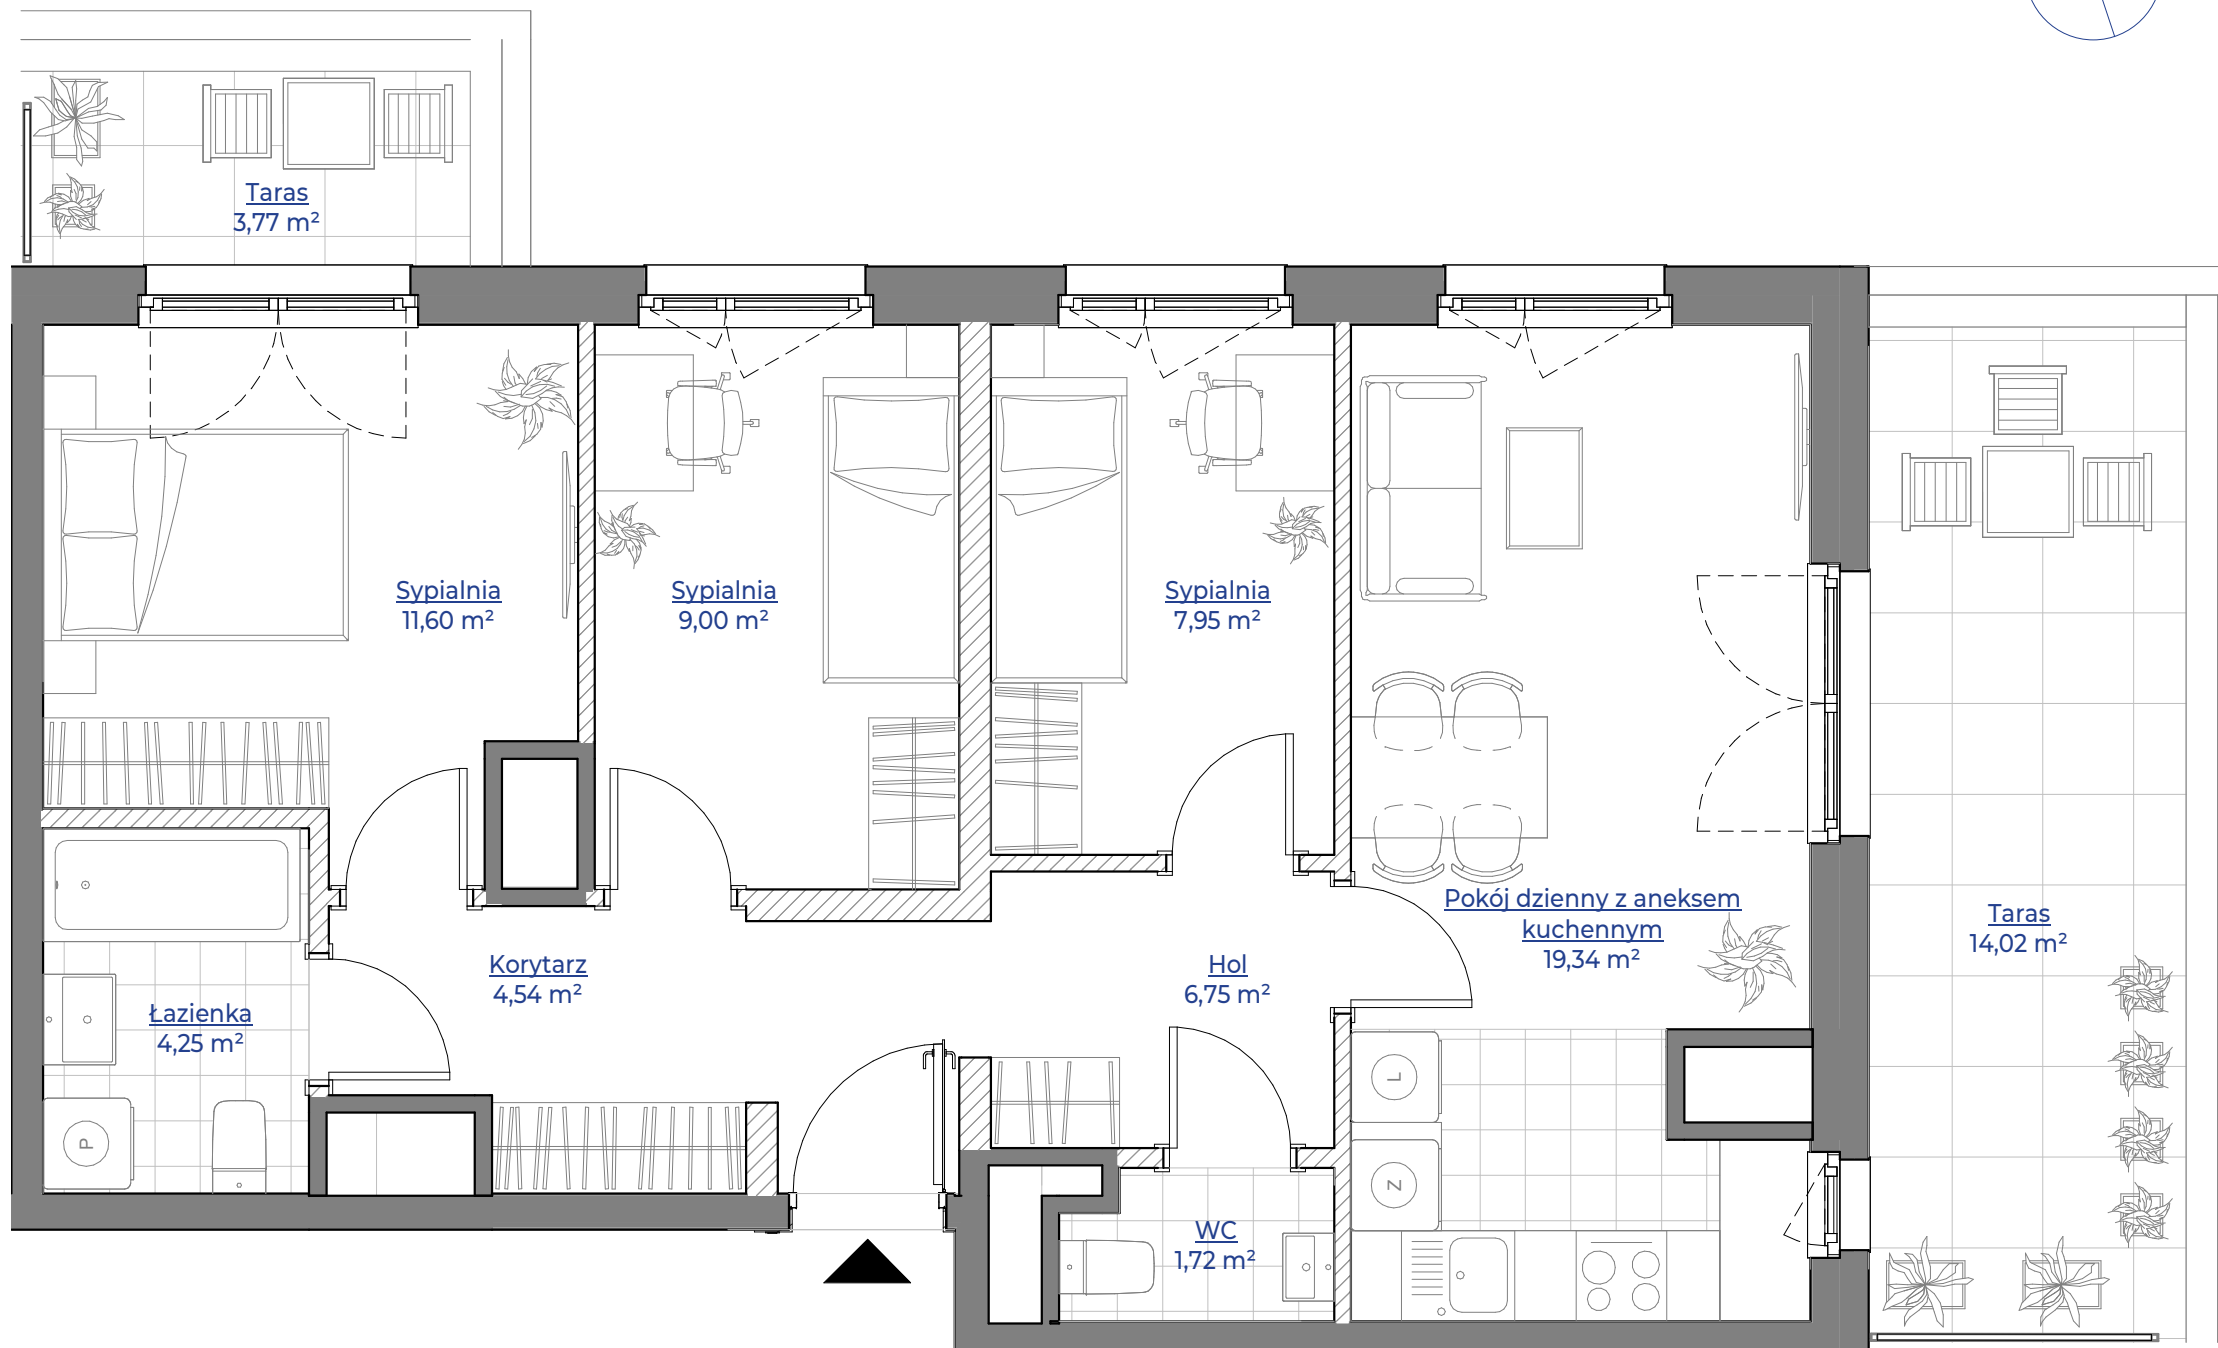 Taras
3,77 m²
Sypialnia
11,60 m²
Sypialnia
9,00 m²
Sypialnia
7,95 m²
Pokój dzienny z aneksem
kuchennym
19,34 m²
Taras
14,02 m²
Korytarz
4,54 m²
Hol
6,75 m²
Łazienka
4,25 m²
P
L
Z
WC
1,72 m²